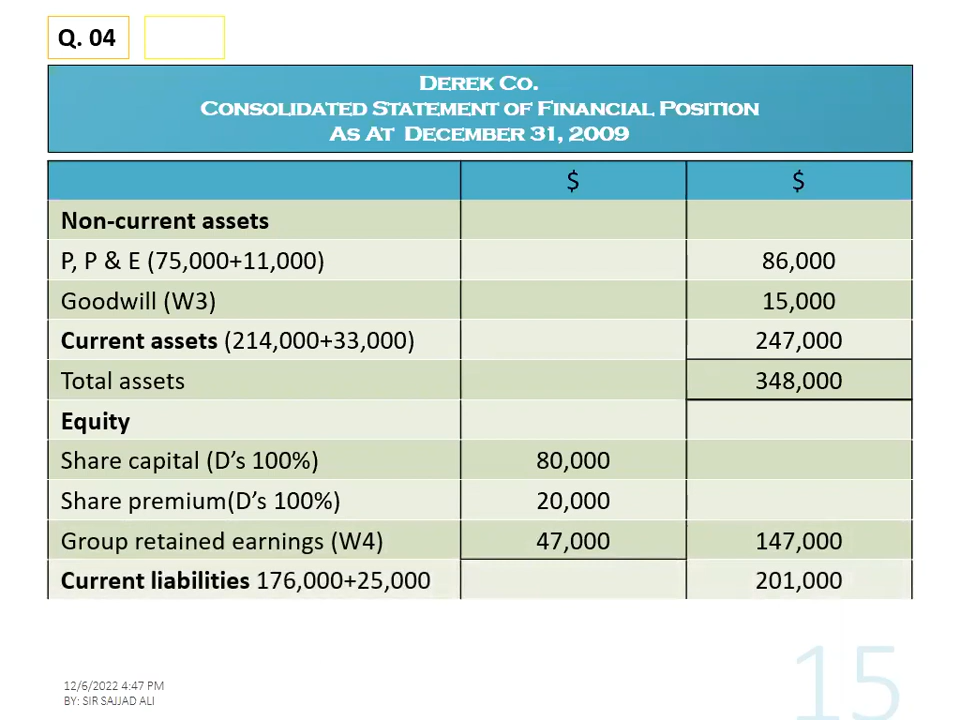 Q. 04
DEREK CO.
CONSOLIDATED STATEMENT OF FINANCIAL POSITION
AS AT DECEMBER 31, 2009
$ $
Non-current assets
P, P & E (75,000+11,000) 86,000
Goodwill (W3) 15,000
Current assets (214,000+33,000) 247,000
Total assets 348,000
Equity
Share capital (D’s 100%) 80,000
Share premium(D’s 100%) 20,000
Group retained earnings (W4) 47,000 147,000
Current liabilities 176,000+25,000 201,000
12/6/2022 4:47 PM
BY: SIR SAJJAD ALI
15